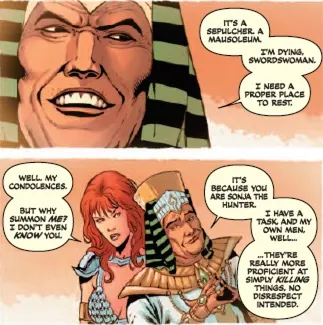 IT'S A
SEPULCHER. A
MAUSOLEUM.
I'M DYING,
SWORDSWOMAN.
I NEED A
PROPER PLACE
TO REST.
WELL. MY
CONDOLENCES.
BUT WHY
SUMMON ME?
I DON'T EVEN
KNOW YOU.
IT'S
BECAUSE YOU
ARE SONJA THE
HUNTER.
I HAVE A
TASK, AND MY
OWN MEN,
WELL...
...THEY'RE
REALLY MORE
PROFICIENT AT
SIMPLY KILLING
THINGS. NO
DISRESPECT
INTENDED.